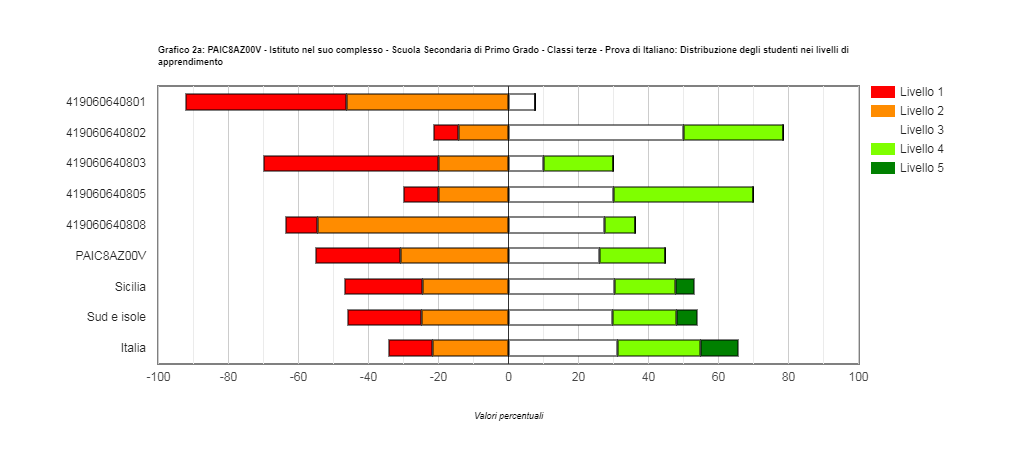 Grafico 2a: PAIC8AZ00V - Istituto nel suo complesso - Scuola Secondaria di Primo Grado - Classi terze - Prova di Italiano: Distribuzione degli studenti nei livelli di
apprendimento
419060640801
419060640802
419060640803
419060640805
419060640808
PAIC8AZ00V
Sicilia
Sud e isole
Italia
Livello 1
Livello 2
Livello 3
Livello 4
Livello 5
-100 -80 -60 -40 -20 0 20 40 60 80 100
Valori percentuali